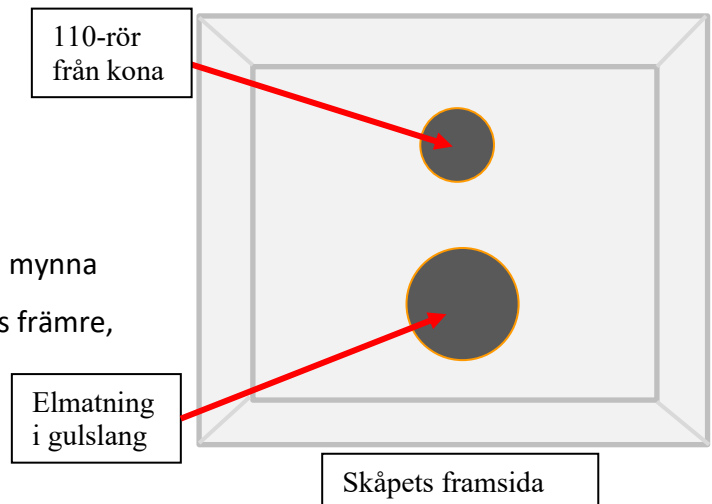 110-rör
från kona
mynna
s främre,
Elmatning
i gulslang
Skåpets framsida